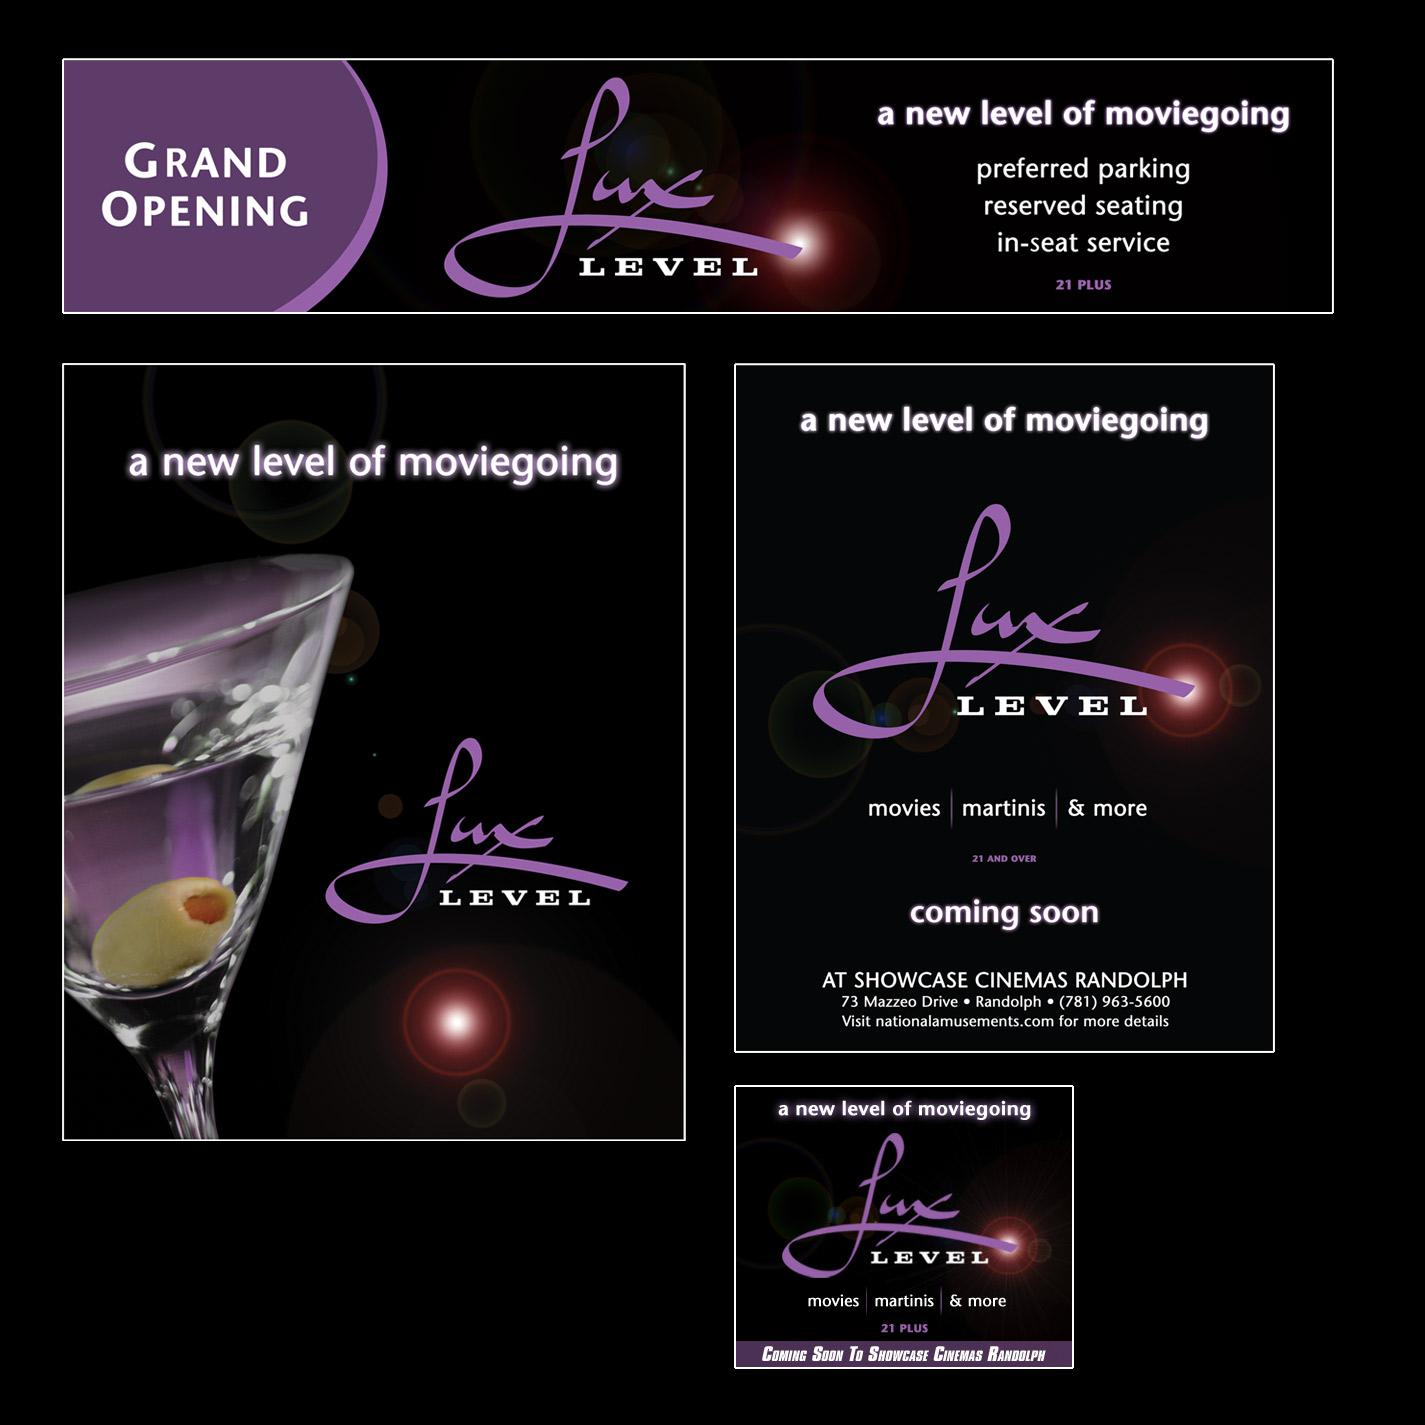 GRAND
OPENING
Lux
LEVEL
a new level of moviegoing
preferred parking
reserved seating
in-seat service
21 PLUS
a new level of moviegoing
Lux
LEVEL
a new level of moviegoing
Lux
LEVEL
movies | martinis | & more
21 AND OVER
coming soon
AT SHOWCASE CINEMAS RANDOLPH
73 Mazzeo Drive • Randolph • (781) 963-5600
Visit nationalamusements.com for more details
a new level of moviegoing
Lux
LEVEL
movies | martinis | & more
21 PLUS
COMING SOON TO SHOWCASE CINEMAS RANDOLPH